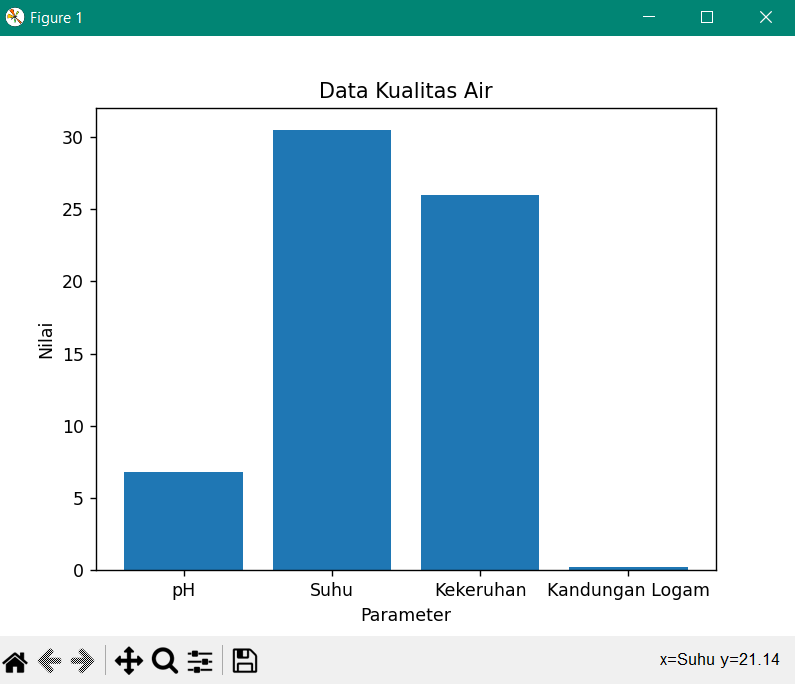 Figure 1
Data Kualitas Air
30
25
20
15
10
5
0
Nilai
pH Suhu Kekeruhan Kandungan Logam
Parameter
x=Suhu y=21.14